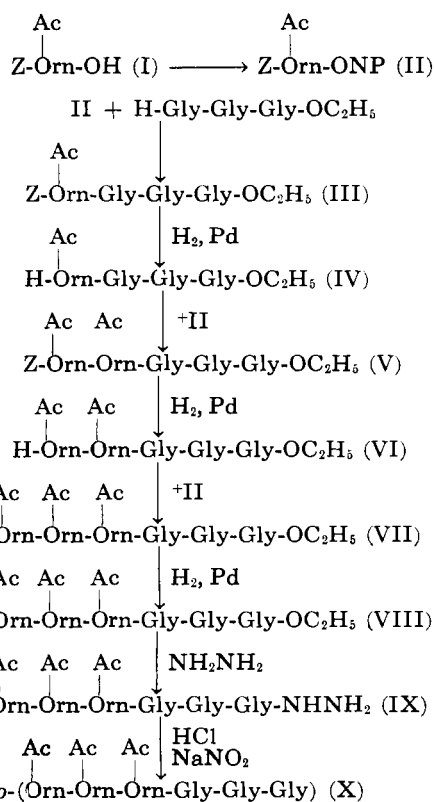 Ac Ac
Z-Orn-OH (I) ⟶ Z-Orn-ONP (II)
II + H-Gly-Gly-Gly-OC₂H₅
Ac
Z-Orn-Gly-Gly-Gly-OC₂H₅ (III)
H₂, Pd
Ac
H-Orn-Gly-Gly-Gly-OC₂H₅ (IV)
+II
Ac Ac
Z-Orn-Orn-Gly-Gly-Gly-OC₂H₅ (V)
H₂, Pd
Ac Ac
H-Orn-Orn-Gly-Gly-Gly-OC₂H₅ (VI)
+II
Ac Ac Ac
Orn-Orn-Orn-Gly-Gly-Gly-OC₂H₅ (VII)
H₂, Pd
Ac Ac Ac
Orn-Orn-Orn-Gly-Gly-Gly-OC₂H₅ (VIII)
NH₂NH₂
Ac Ac Ac
Orn-Orn-Orn-Gly-Gly-Gly-NHNH₂ (IX)
HCl
NaNO₂
Ac Ac Ac
-(Orn-Orn-Orn-Gly-Gly-Gly) (X)